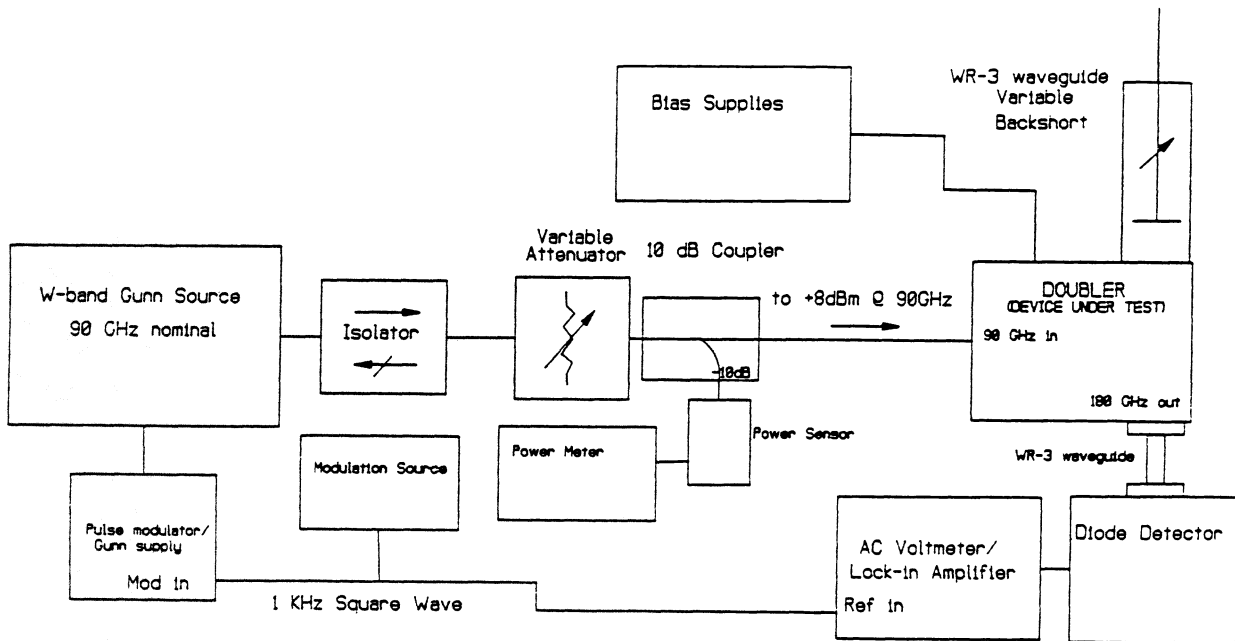 WR-3 waveguide
Variable
Backshort
Bias Supplies
Variable
Attenuator
10 dB Coupler
W-band Gunn Source
90 GHz nominal
Isolator
to +8dBm @ 90GHz
DOUBLER
(DEVICE UNDER TEST)
90 GHz in
-10dB
180 GHz out
Power Sensor
Power Meter
Modulation Source
WR-3 waveguide
Pulse modulator/
Gunn supply
Mod in
1 KHz Square Wave
AC Voltmeter/
Lock-in Amplifier
Ref in
Diode Detector